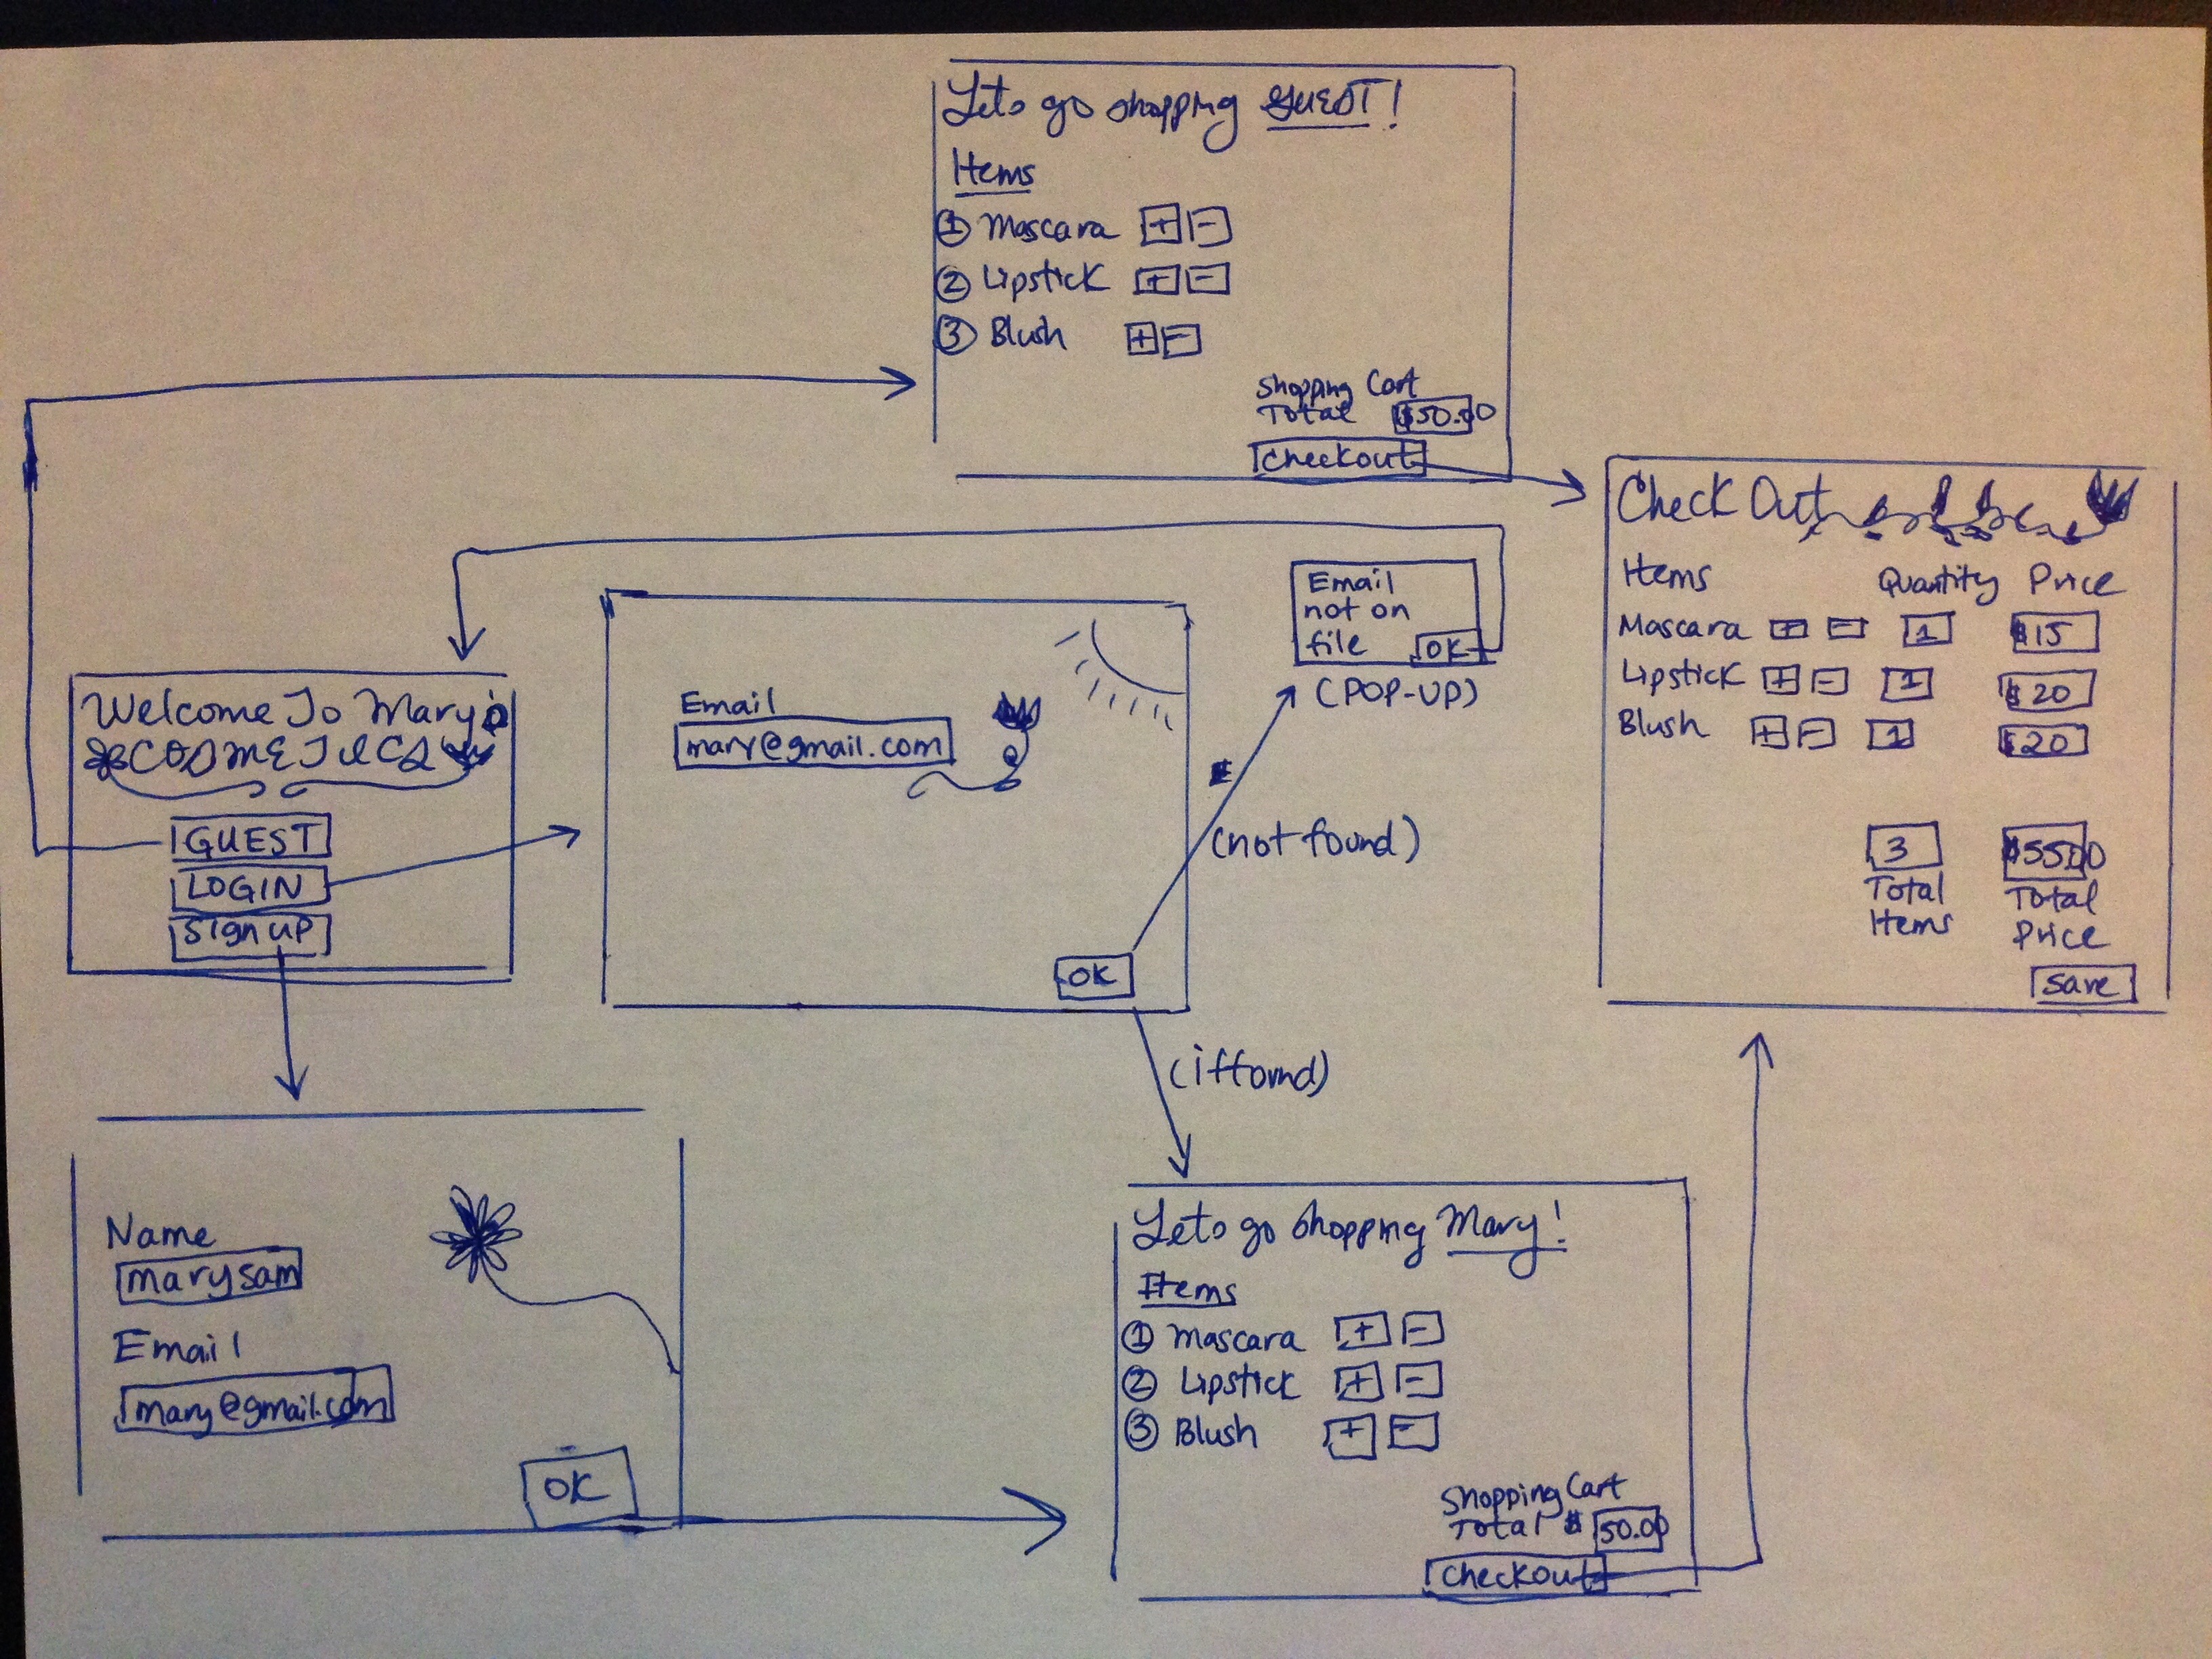 Lets go shopping GUEST!
Items
① Mascara + -
② Lipstick + -
③ Blush + -
Shopping Cart
Total $50.00
Checkout
Check Out
Items Quantity Price
Mascara + - 1 $15
Lipstick + - 1 $20
Blush + - 1 $20
3 $55.00
Total Total
Items Price
Save
Email
not on
file OK
(POP-UP)
Welcome To Mary's
COSMETICS
GUEST
LOGIN
Sign up
Email
mary@gmail.com
OK
(not found)
(if found)
Name
marysam
Email
mary@gmail.com
OK
Lets go shopping Mary!
Items
① Mascara + -
② Lipstick + -
③ Blush + -
Shopping Cart
Total $ 50.00
Checkout